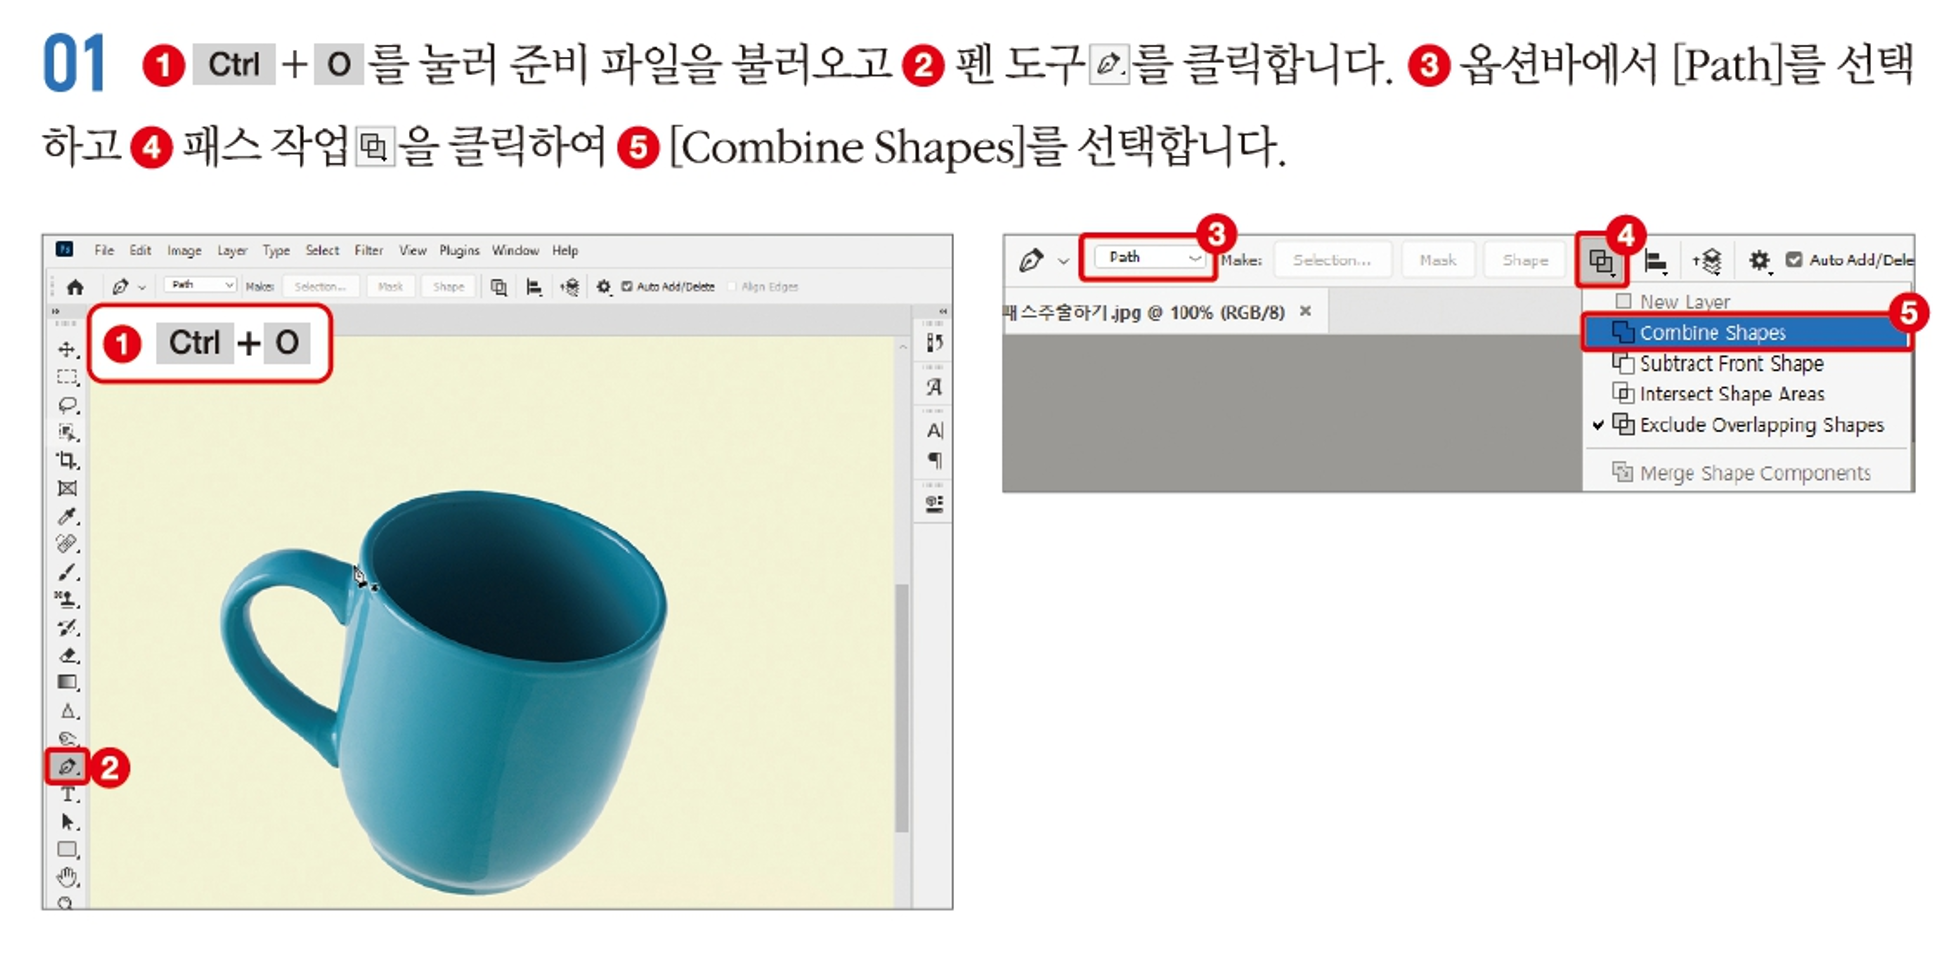 01 ❶ Ctrl + O 를 눌러 준비 파일을 불러오고 ❷ 펜 도구를 클릭합니다. ❸ 옵션바에서 [Path]를 선택
하고 ❹ 패스 작업을 클릭하여 ❺ [Combine Shapes]를 선택합니다.
Ps File Edit Image Layer Type Select Filter View Plugins Window Help
Path Make: Selection... Mask Shape Auto Add/Delete Align Edges
❶ Ctrl + O
❷
❸ ❹
Path Make: Selection... Mask Shape Auto Add/Dele
패스추출하기.jpg @ 100% (RGB/8) ×
New Layer
❺
Combine Shapes
Subtract Front Shape
Intersect Shape Areas
Exclude Overlapping Shapes
Merge Shape Components